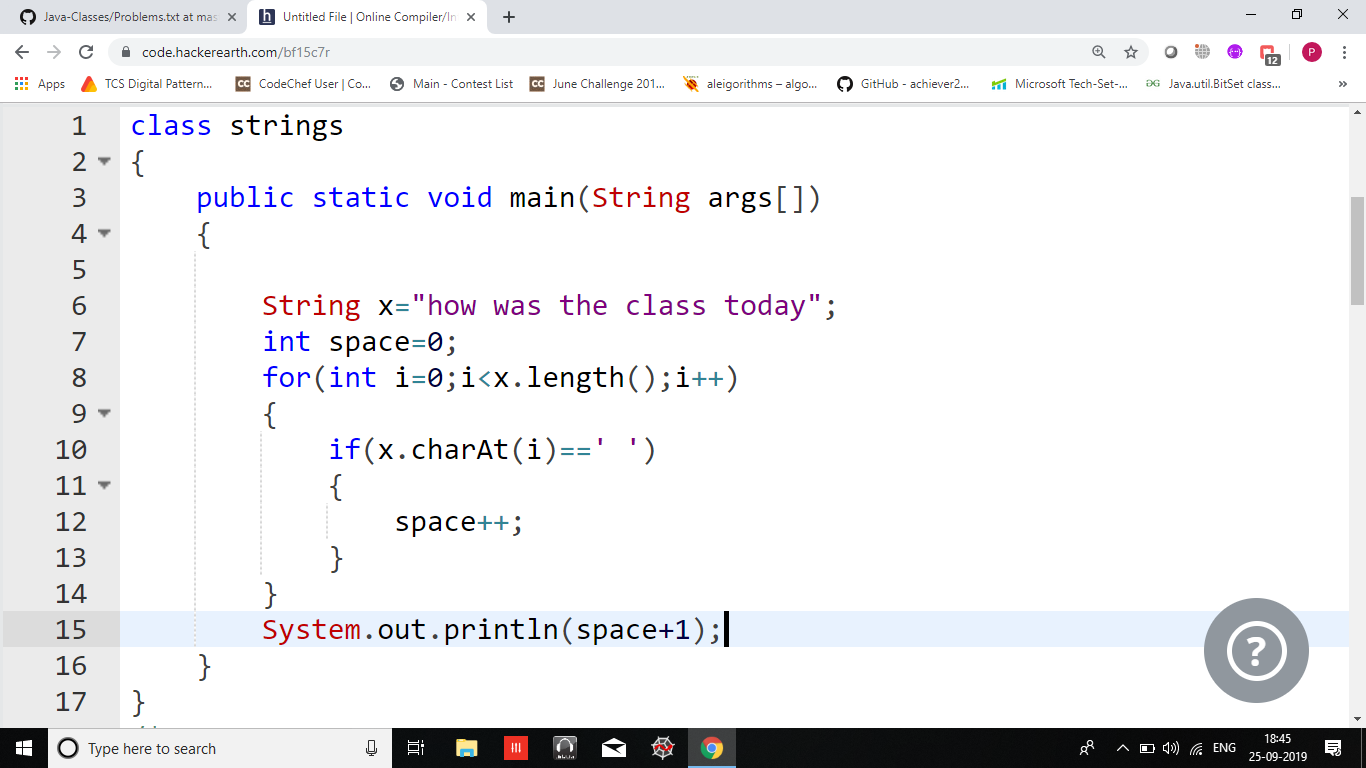 Java-Classes/Problems.txt at mas
Untitled File | Online Compiler/In
code.hackerearth.com/bf15c7r
12
P
Apps
TCS Digital Pattern...
CC
CodeChef User | Co...
Main - Contest List
CC
June Challenge 201...
aleigorithms – algo...
GitHub - achiever2...
Microsoft Tech-Set-...
Java.util.BitSet class...
»
1 class strings
2 {
3 public static void main(String args[])
4 {
5
6 String x="how was the class today";
7 int space=0;
8 for(int i=0;i<x.length();i++)
9 {
10 if(x.charAt(i)==' ')
11 {
12 space++;
13 }
14 }
15 System.out.println(space+1);
16 }
17 }
?
Type here to search
ENG
18:45
25-09-2019